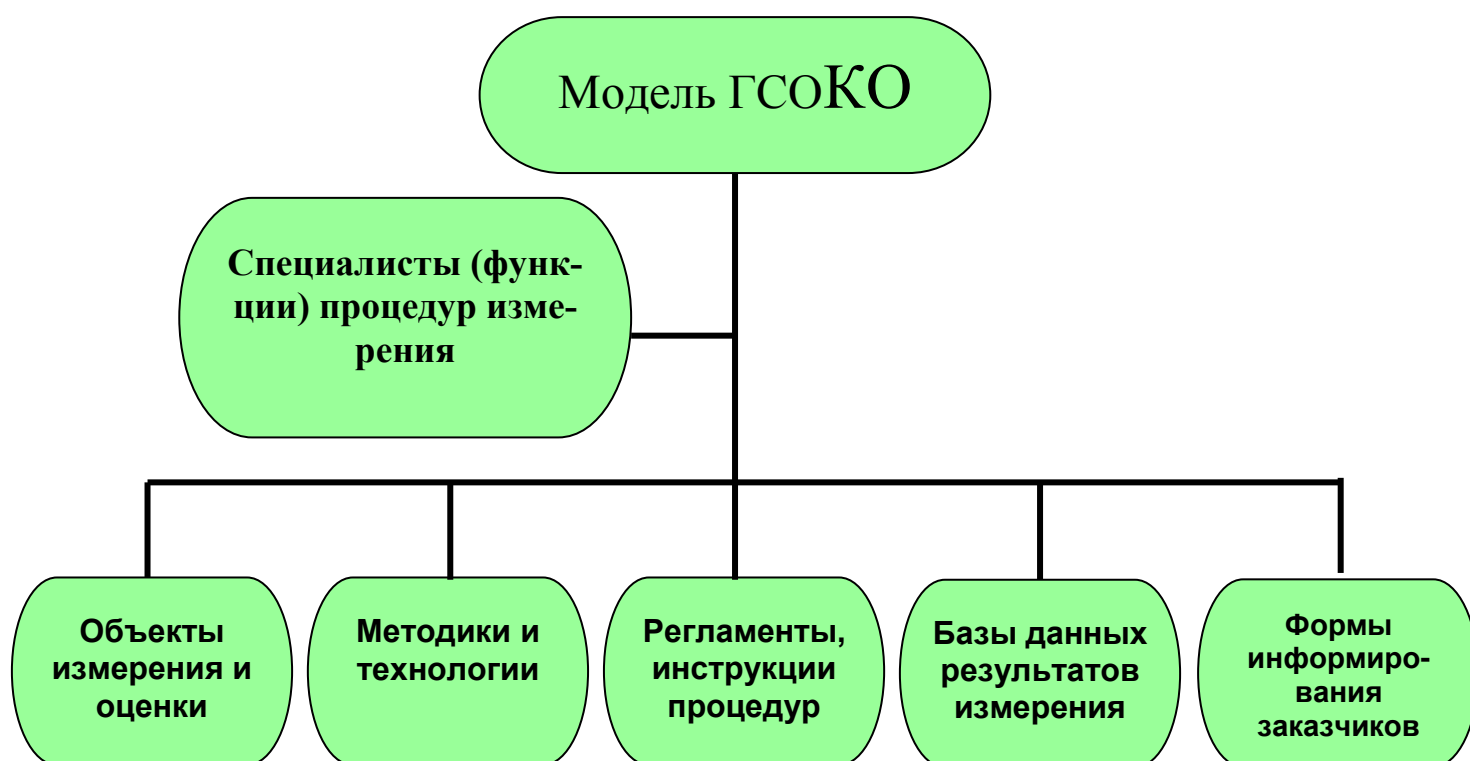 Модель ГСОКО
Специалисты (функ-
ции) процедур изме-
рения
Объекты
измерения и
оценки
Методики и
технологии
Регламенты,
инструкции
процедур
Базы данных
результатов
измерения
Формы
информиро-
вания
заказчиков